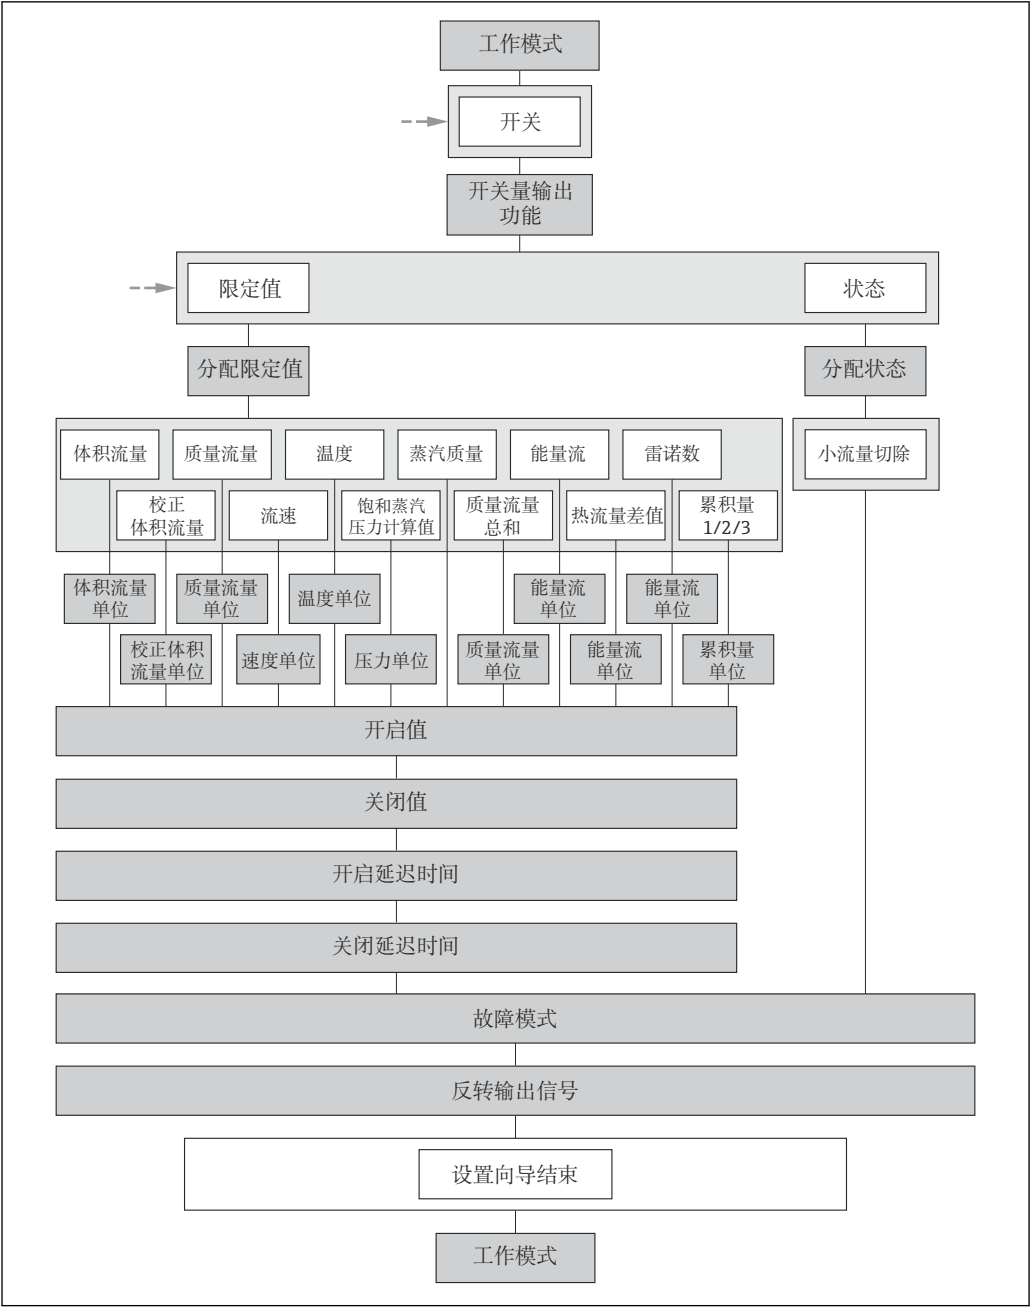 工作模式
开关
开关量输出
功能
限定值
状态
分配限定值
分配状态
体积流量
质量流量
温度
蒸汽质量
能量流
雷诺数
小流量切除
校正
体积流量
流速
饱和蒸汽
压力计算值
质量流量
总和
热流量差值
累积量
1/2/3
体积流量
单位
质量流量
单位
温度单位
能量流
单位
能量流
单位
校正体积
流量单位
速度单位
压力单位
质量流量
单位
能量流
单位
累积量
单位
开启值
关闭值
开启延迟时间
关闭延迟时间
故障模式
反转输出信号
设置向导结束
工作模式